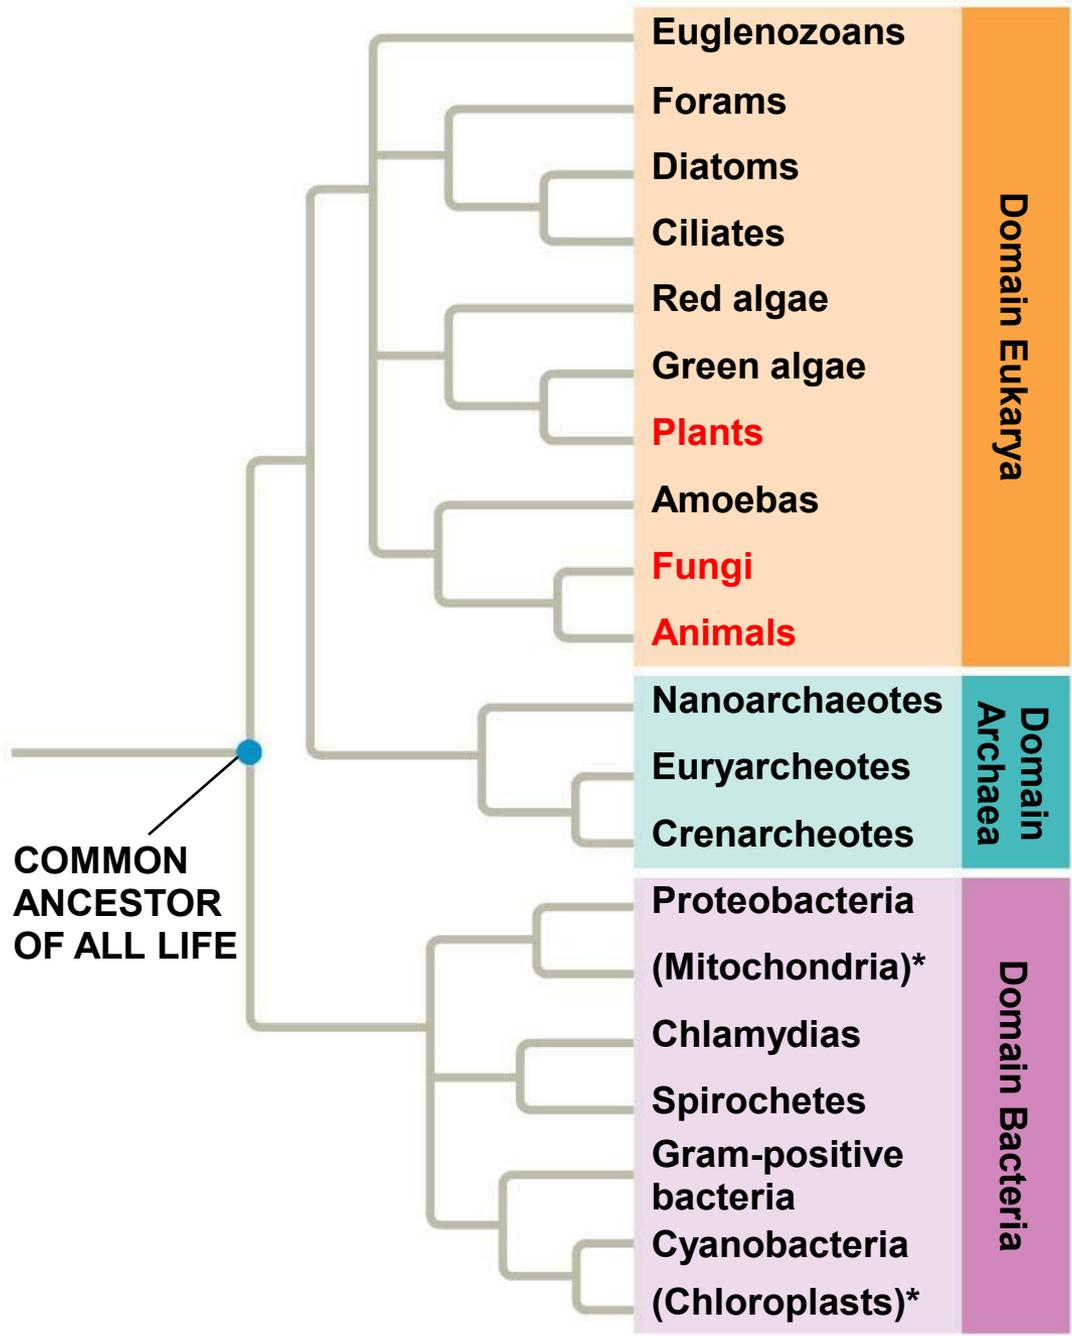 Euglenozoans
Forams
Diatoms
Ciliates
Red algae
Green algae
Plants
Amoebas
Fungi
Animals
Domain Eukarya
Nanoarchaeotes
Euryarcheotes
Crenarcheotes
Domain
Archaea
COMMON
ANCESTOR
OF ALL LIFE
Proteobacteria
(Mitochondria)*
Chlamydias
Spirochetes
Gram-positive
bacteria
Cyanobacteria
(Chloroplasts)*
Domain Bacteria